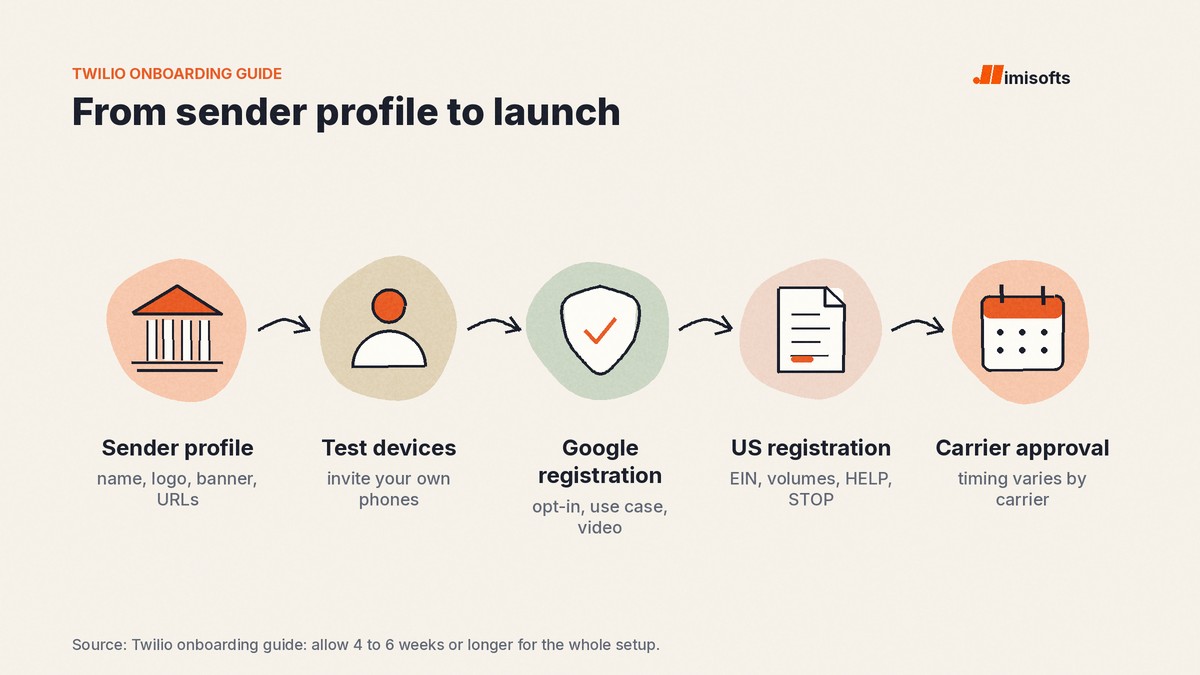 TWILIO ONBOARDING GUIDE
imisofts
From sender profile to launch
Sender profile
name, logo, banner,
URLs
Test devices
invite your own
phones
Google
registration
opt-in, use case,
video
US registration
EIN, volumes, HELP,
STOP
Carrier approval
timing varies by
carrier
Source: Twilio onboarding guide: allow 4 to 6 weeks or longer for the whole setup.